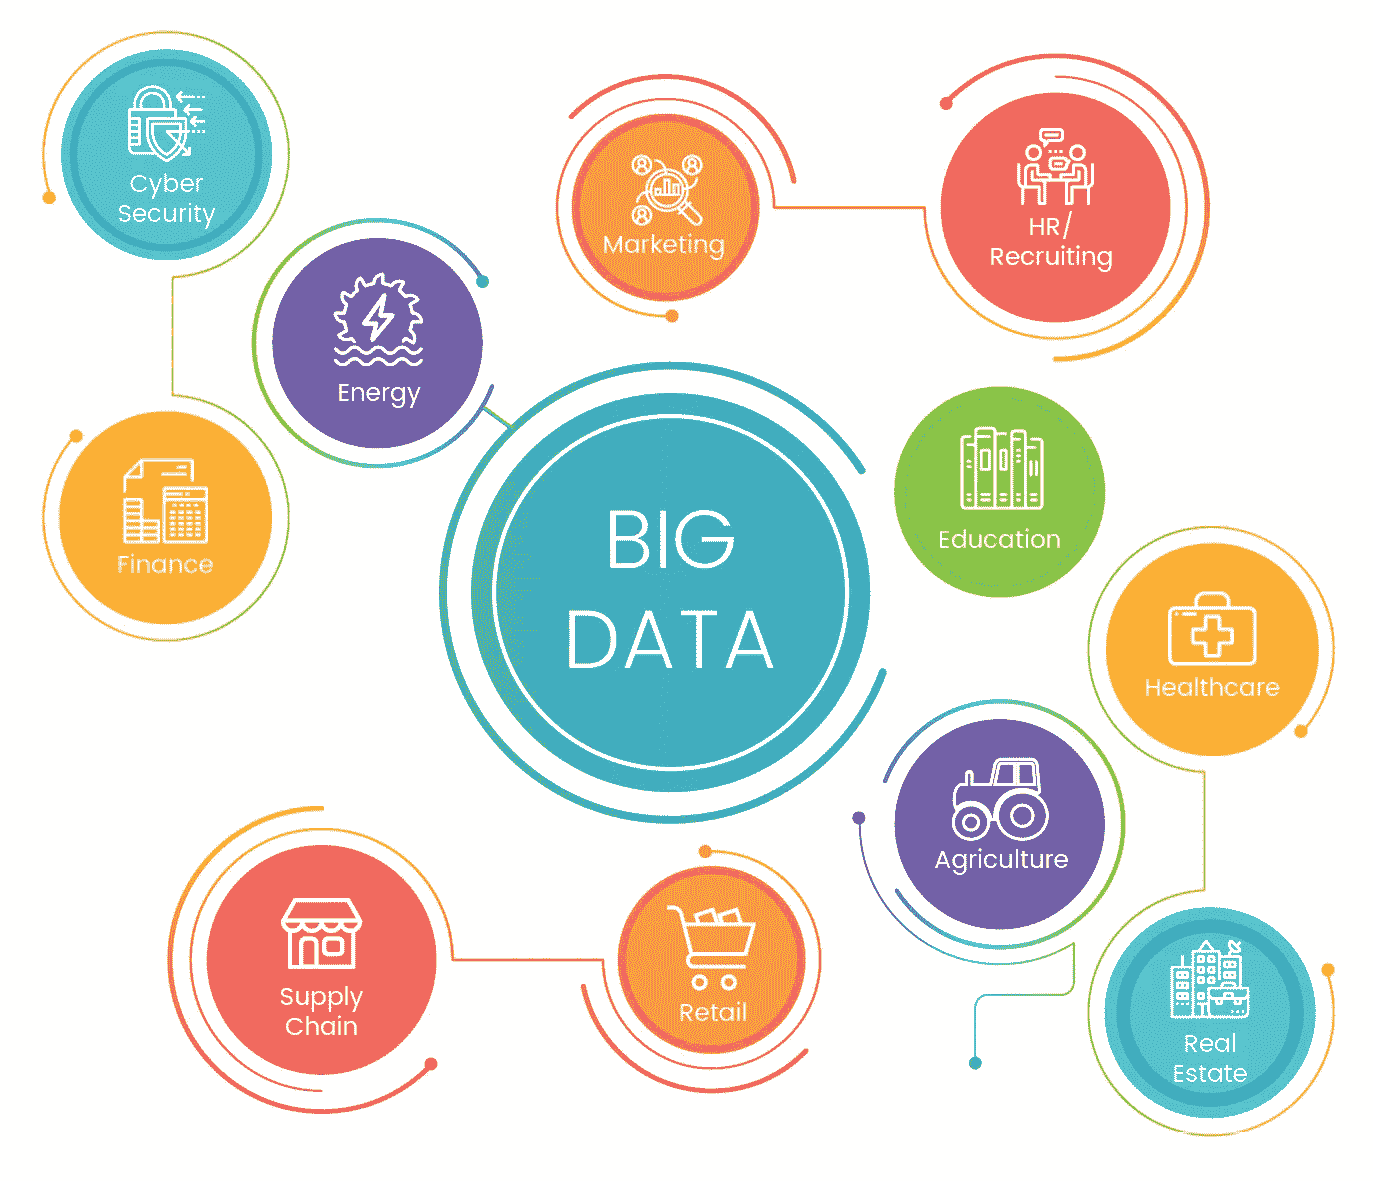 Cyber
Security
Marketing
HR/
Recruiting
Energy
Finance
BIG
DATA
Education
Healthcare
Agriculture
Supply
Chain
Retail
Real
Estate